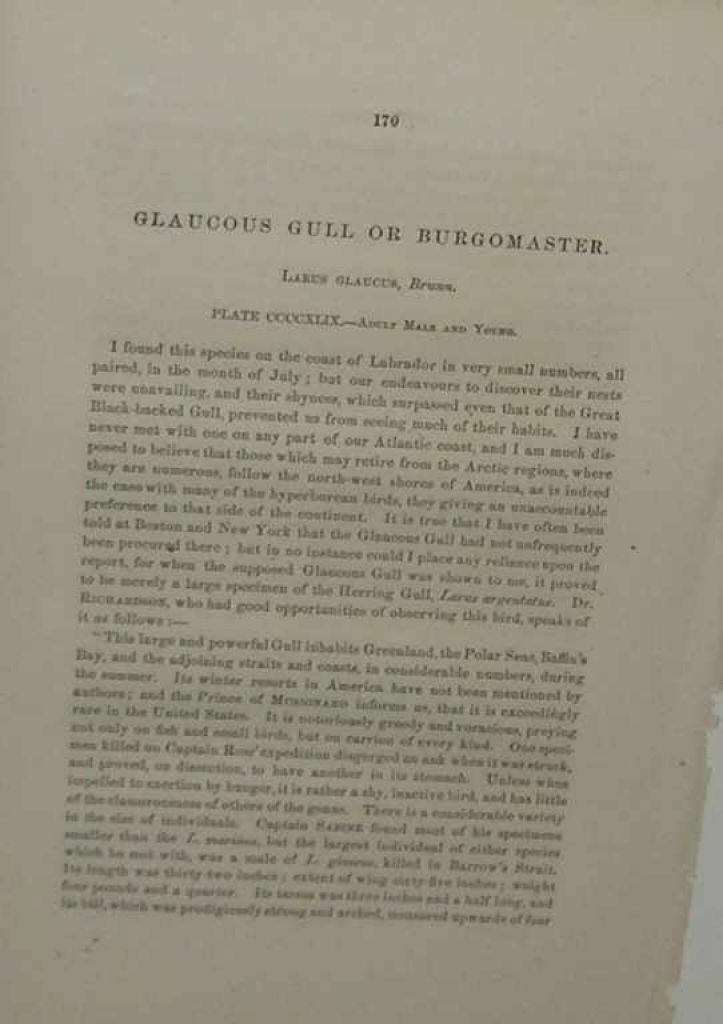 170
GLAUCOUS GULL OR BURGOMASTER.
LARUS GLAUCUS, Brunn.
PLATE CCCCXLIX.—ADULT MALE AND YOUNG.
I found this species on the coast of Labrador in very small numbers, all
paired, in the month of July; but our endeavours to discover their nests
were unavailing, and their shyness, which surpassed even that of the Great
Black-backed Gull, prevented us from seeing much of their habits. I have
never met with one on any part of our Atlantic coast, and I am much dis-
posed to believe that those which may retire from the Arctic regions, where
they are numerous, follow the north-west shores of America, as is indeed
the case with many of the hyperborean birds, they giving an unaccountable
preference to that side of the continent. It is true that I have often been
told at Boston and New York that the Glaucous Gull had not unfrequently
been procured there; but in no instance could I place any reliance upon the
report, for when the supposed Glaucous Gull was shown to me, it proved
to be merely a large specimen of the Herring Gull, Larus argentatus. Dr.
RICHARDSON, who had good opportunities of observing this bird, speaks of
it as follows:—
"This large and powerful Gull inhabits Greenland, the Polar Seas, Baffin's
Bay, and the adjoining straits and coasts, in considerable numbers, during
the summer. Its winter resorts in America have not been mentioned by
authors; and the Prince of MUSIGNANO informs us, that it is exceedingly
rare in the United States. It is notoriously greedy and voracious, preying
not only on fish and small birds, but on carrion of every kind. One speci-
men killed on Captain Ross' expedition disgorged an auk when it was struck,
and proved, on dissection, to have another in its stomach. Unless when
impelled to exertion by hunger, it is rather a shy, inactive bird, and has little
of the clamorousness of others of the genus. There is a considerable variety
in the size of individuals. Captain SABINE found most of his specimens
smaller than the L. marinus, but the largest individual of either species
which he met with, was a male of L. glaucus, killed in Barrow's Strait.
Its length was thirty-two inches; extent of wing sixty-five inches; weight
four pounds and a quarter. Its tarsus was three inches and a half long, and
its bill, which was prodigiously strong and arched, measured upwards of four